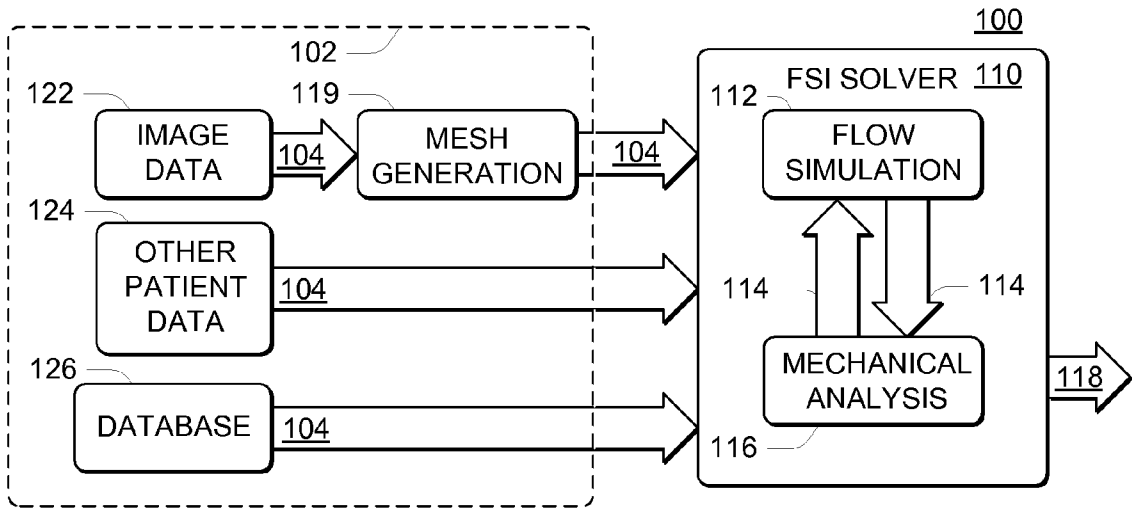 100
102
FSI SOLVER 110
122
119
112
IMAGE
DATA
104
MESH
GENERATION
104
FLOW
SIMULATION
124
OTHER
PATIENT
DATA
104
114
114
126
DATABASE
104
MECHANICAL
ANALYSIS
118
116